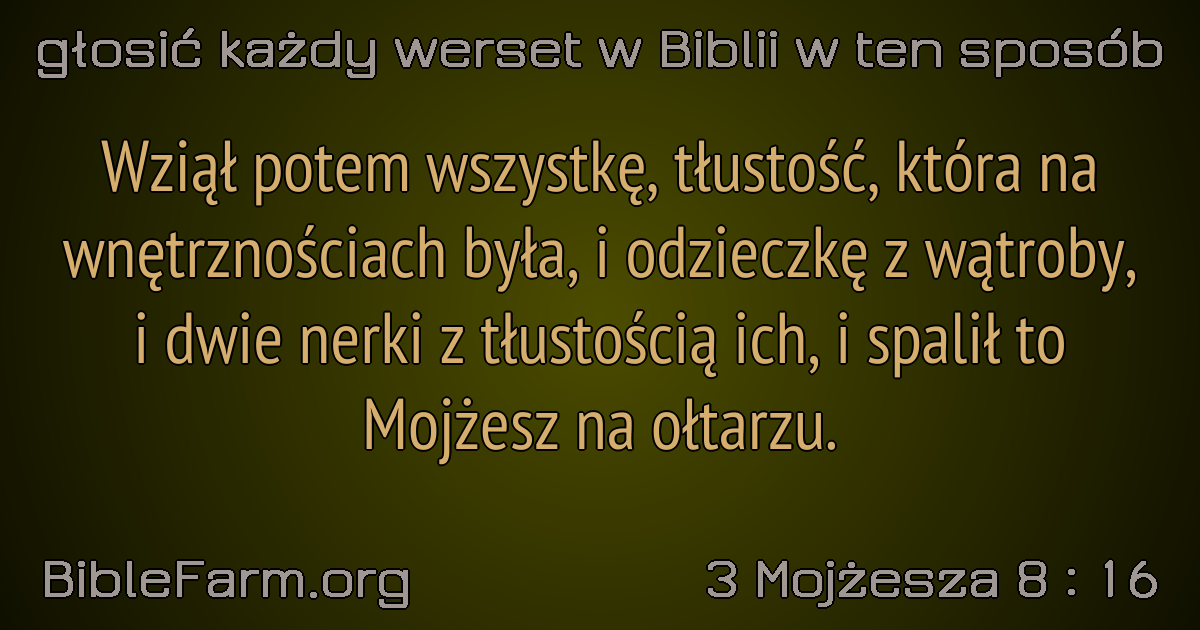 głosić każdy werset w Biblii w ten sposób
Wziął potem wszystkę, tłustość, która na
wnętrznościach była, i odzieczkę z wątroby,
i dwie nerki z tłustością ich, i spalił to
Mojżesz na ołtarzu.
BibleFarm.org
3 Mojżesza 8 : 16